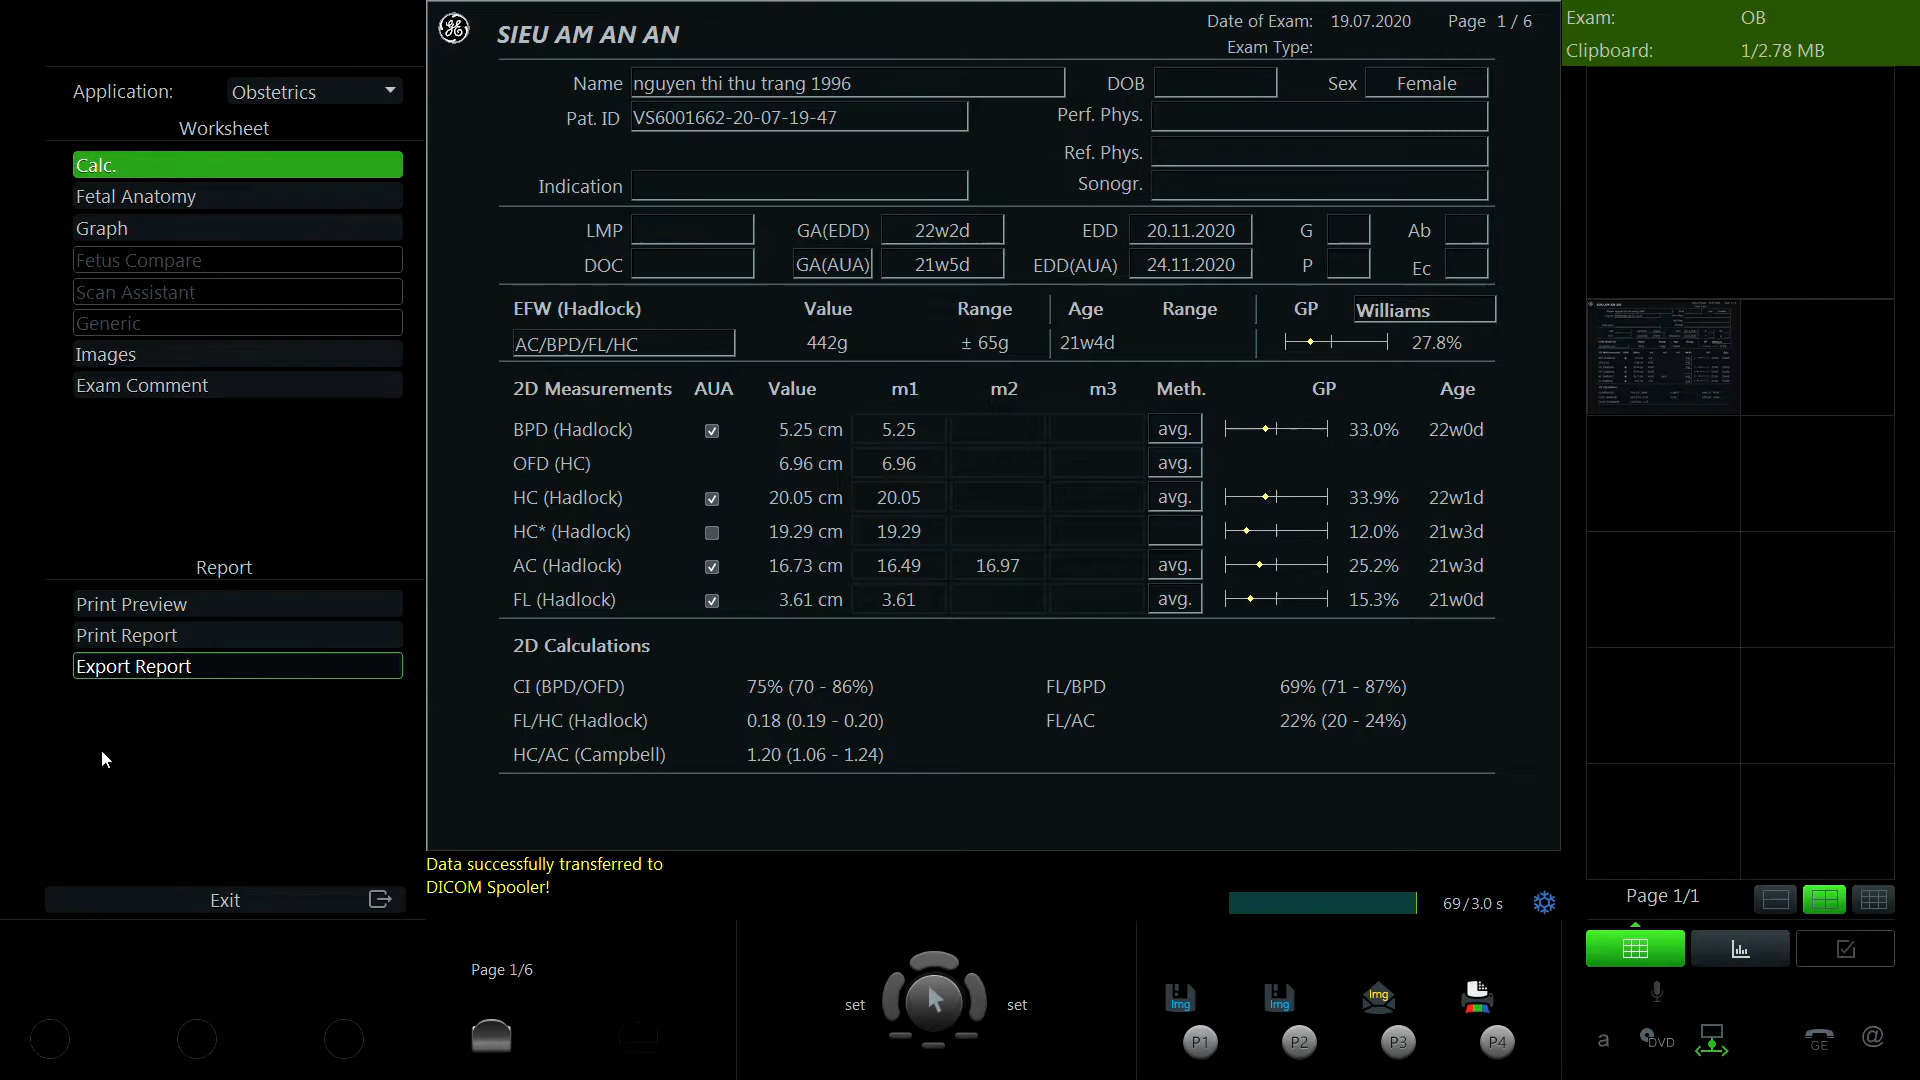 SIEU AM AN AN
Date of Exam: 19.07.2020 Page 1 / 6
Exam Type:
Exam: OB
Clipboard: 1/2.78 MB
Application: Obstetrics
Worksheet
Calc.
Fetal Anatomy
Graph
Fetus Compare
Scan Assistant
Generic
Images
Exam Comment
Report
Print Preview
Print Report
Export Report
Exit
Name nguyen thi thu trang 1996 DOB Sex Female
Pat. ID VS6001662-20-07-19-47 Perf. Phys.
Ref. Phys.
Indication Sonogr.
LMP GA(EDD) 22w2d EDD 20.11.2020 G Ab
DOC GA(AUA) 21w5d EDD(AUA) 24.11.2020 P Ec
EFW (Hadlock) Value Range Age Range GP Williams
AC/BPD/FL/HC 442g ± 65g 21w4d 27.8%
2D Measurements AUA Value m1 m2 m3 Meth. GP Age
BPD (Hadlock) 5.25 cm 5.25 avg. 33.0% 22w0d
OFD (HC) 6.96 cm 6.96 avg.
HC (Hadlock) 20.05 cm 20.05 avg. 33.9% 22w1d
HC* (Hadlock) 19.29 cm 19.29 12.0% 21w3d
AC (Hadlock) 16.73 cm 16.49 16.97 avg. 25.2% 21w3d
FL (Hadlock) 3.61 cm 3.61 avg. 15.3% 21w0d
2D Calculations
CI (BPD/OFD) 75% (70 - 86%) FL/BPD 69% (71 - 87%)
FL/HC (Hadlock) 0.18 (0.19 - 0.20) FL/AC 22% (20 - 24%)
HC/AC (Campbell) 1.20 (1.06 - 1.24)
Data successfully transferred to
DICOM Spooler!
69/3.0 s
Page 1/1
Page 1/6
set set
Img Img Img
P1 P2 P3 P4
a DVD GE @